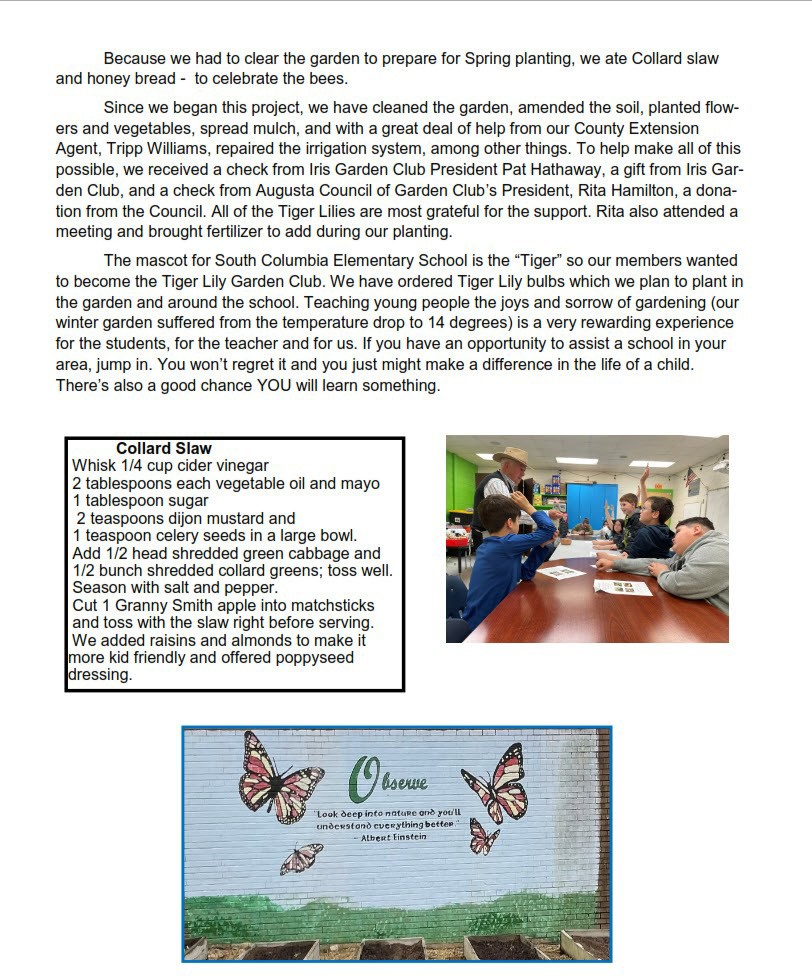 Because we had to clear the garden to prepare for Spring planting, we ate Collard slaw
and honey bread -  to celebrate the bees.
Since we began this project, we have cleaned the garden, amended the soil, planted flow-
ers and vegetables, spread mulch, and with a great deal of help from our County Extension
Agent, Tripp Williams, repaired the irrigation system, among other things. To help make all of this
possible, we received a check from Iris Garden Club President Pat Hathaway, a gift from Iris Gar-
den Club, and a check from Augusta Council of Garden Club's President, Rita Hamilton, a dona-
tion from the Council. All of the Tiger Lilies are most grateful for the support. Rita also attended a
meeting and brought fertilizer to add during our planting.
The mascot for South Columbia Elementary School is the “Tiger” so our members wanted
to become the Tiger Lily Garden Club. We have ordered Tiger Lily bulbs which we plan to plant in
the garden and around the school. Teaching young people the joys and sorrow of gardening (our
winter garden suffered from the temperature drop to 14 degrees) is a very rewarding experience
for the students, for the teacher and for us. If you have an opportunity to assist a school in your
area, jump in. You won't regret it and you just might make a difference in the life of a child.
There's also a good chance YOU will learn something.
Collard Slaw
Whisk 1/4 cup cider vinegar
2 tablespoons each vegetable oil and mayo
1 tablespoon sugar
2 teaspoons dijon mustard and
1 teaspoon celery seeds in a large bowl.
Add 1/2 head shredded green cabbage and
1/2 bunch shredded collard greens; toss well.
Season with salt and pepper.
Cut 1 Granny Smith apple into matchsticks
and toss with the slaw right before serving.
We added raisins and almonds to make it
more kid friendly and offered poppyseed
dressing.
Observe
"Look deep into nature and you'll
understand everything better."
- Albert Einstein